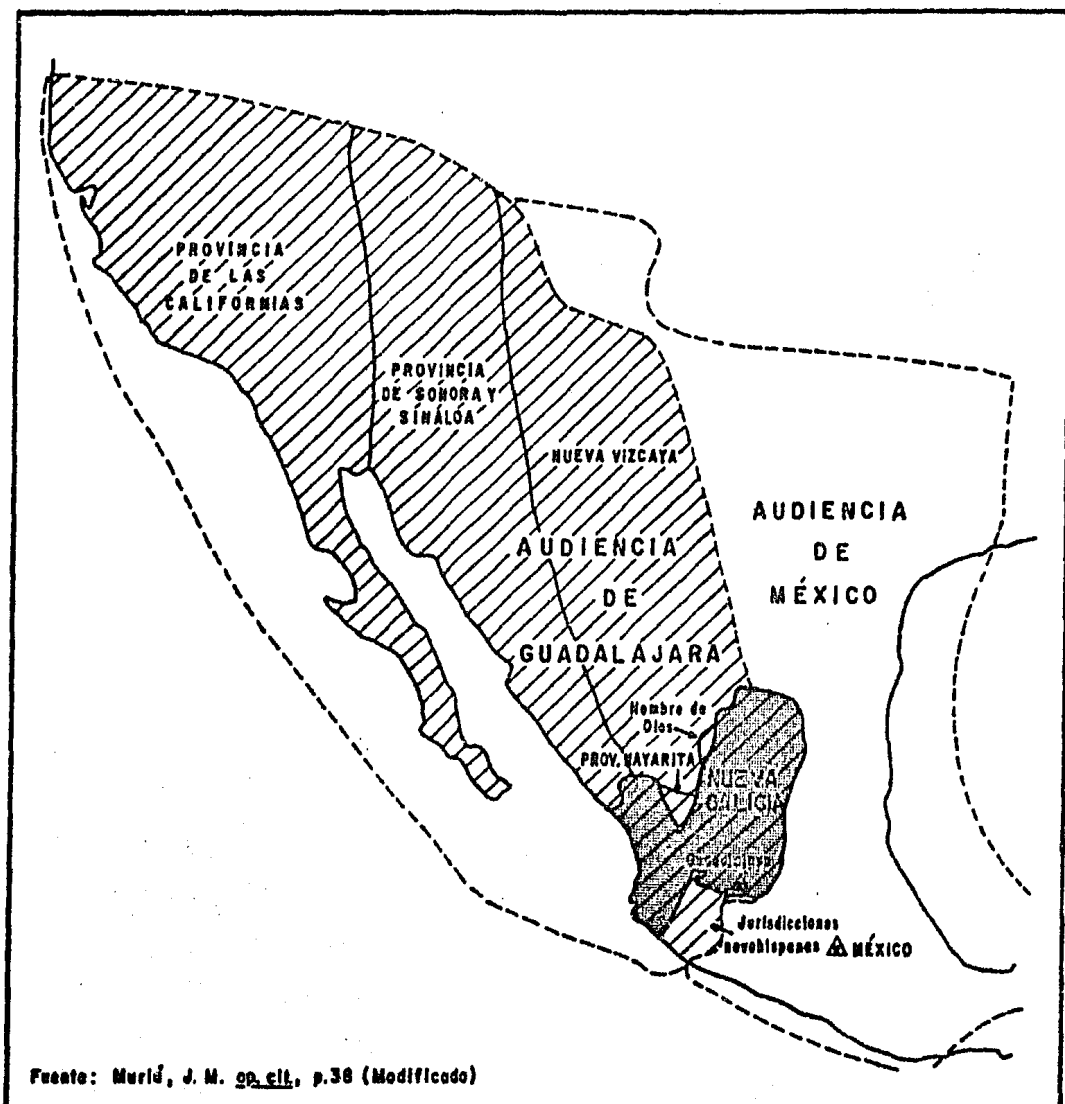 PROVINCIA
DE LAS
CALIFORNIAS
PROVINCIA
DE SONORA Y
SINALOA
NUEVA VIZCAYA
AUDIENCIA
DE
GUADALAJARA
AUDIENCIA
DE
MÉXICO
Nombre de
Dios
PROV. NAYARITA
NUEVA
GALICIA
Guadalajara
Jurisdicciones
novohispanas
MÉXICO
Fuente: Muriá, J. M. op. cit., p.38 (Modificado)